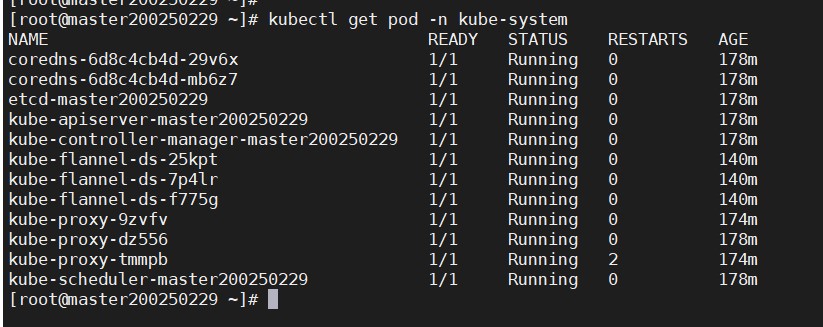 [root@master200250229 ~]#
[root@master200250229 ~]# kubectl get pod -n kube-system
NAME READY STATUS RESTARTS AGE
coredns-6d8c4cb4d-29v6x 1/1 Running 0 178m
coredns-6d8c4cb4d-mb6z7 1/1 Running 0 178m
etcd-master200250229 1/1 Running 0 178m
kube-apiserver-master200250229 1/1 Running 0 178m
kube-controller-manager-master200250229 1/1 Running 0 178m
kube-flannel-ds-25kpt 1/1 Running 0 140m
kube-flannel-ds-7p4lr 1/1 Running 0 140m
kube-flannel-ds-f775g 1/1 Running 0 140m
kube-proxy-9zvfv 1/1 Running 0 174m
kube-proxy-dz556 1/1 Running 0 178m
kube-proxy-tmmpb 1/1 Running 2 174m
kube-scheduler-master200250229 1/1 Running 0 178m
[root@master200250229 ~]#